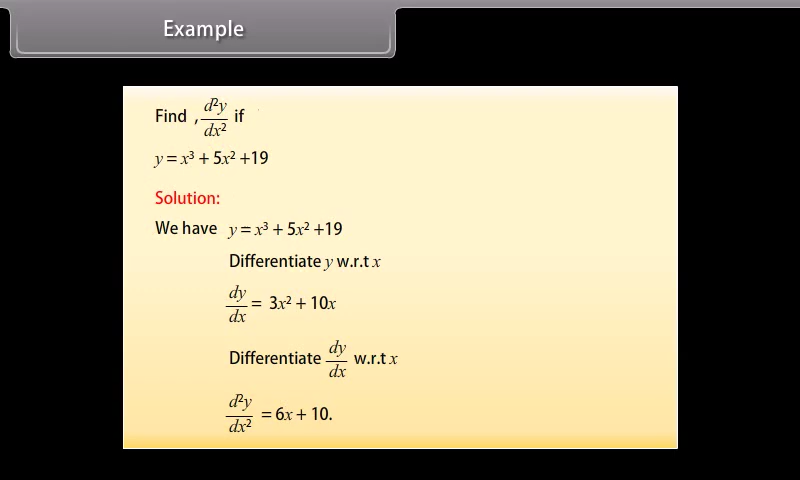 Example
Find , d²y/dx² if
y = x³ + 5x² +19
Solution:
We have y = x³ + 5x² +19
Differentiate y w.r.t x
dy/dx = 3x² + 10x
Differentiate dy/dx w.r.t x
d²y/dx² = 6x + 10.